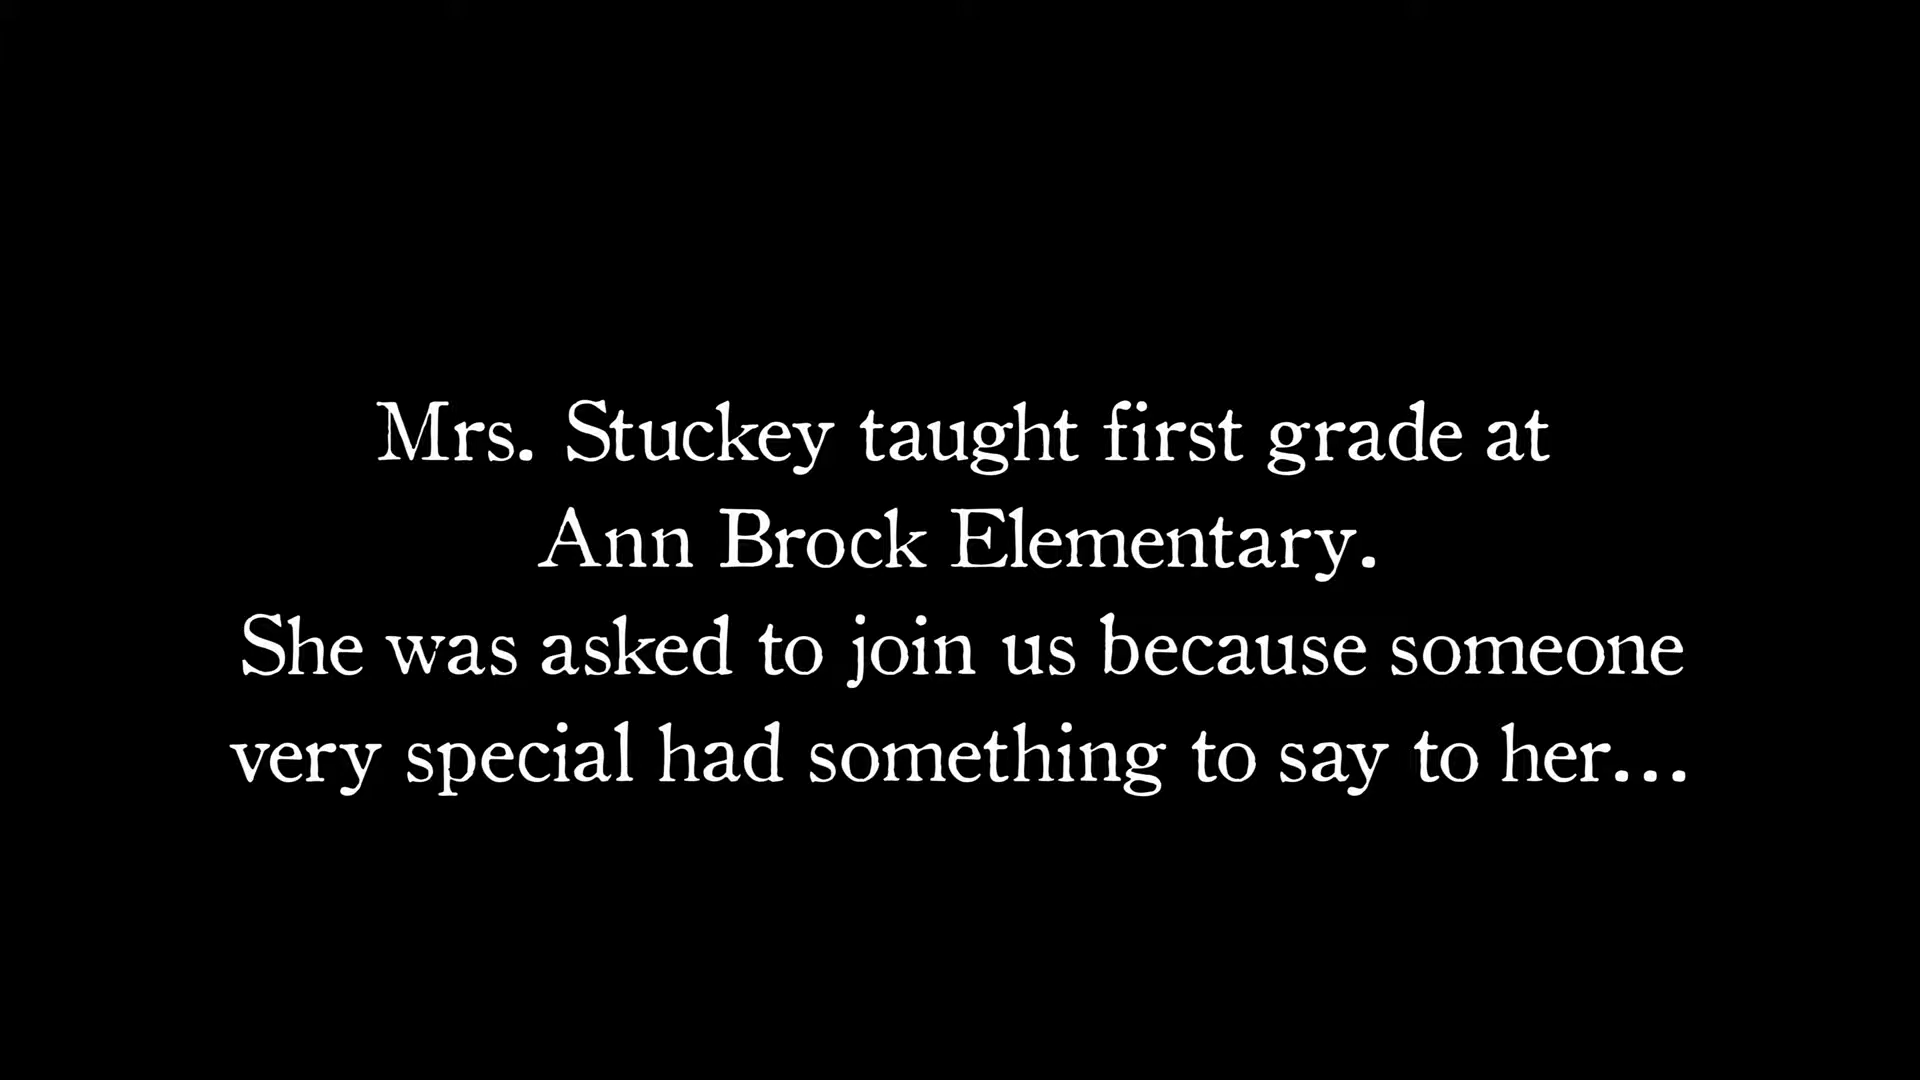 Mrs. Stuckey taught first grade at
Ann Brock Elementary.
She was asked to join us because someone
very special had something to say to her...